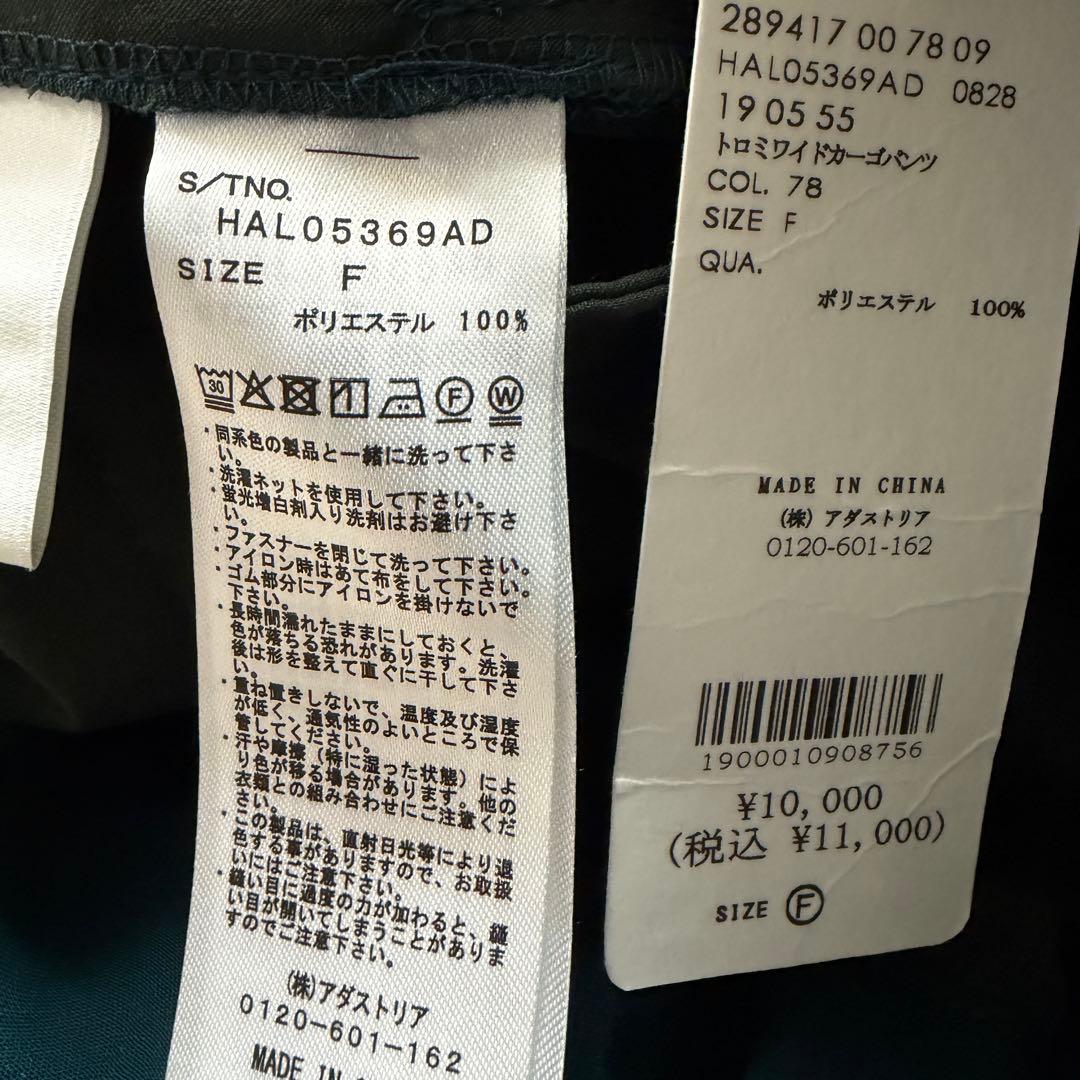 S/TNO.
HAL05369AD
SIZE F
ポリエステル 100%
30
F
W
・同系色の製品と一緒に洗って下さ
い。
・洗濯ネットを使用して下さい。
・蛍光増白剤入り洗剤はお避け下さ
い。
・ファスナーを閉じて洗って下さい。
・アイロン時はあて布をして下さい。
・ゴム部分にアイロンを掛けないで
下さい。
・長時間濡れたままにしておくと、
色が落ちる恐れがあります。洗濯
後は形を整えて直ぐに干して下さ
い。
・重ね置きしないで、温度及び湿度
が低く、通気性のよいところで保
管してください。
・汗や摩擦（特に湿った状態）によ
り色が移る場合があります。他の
衣類との組み合わせにご注意くだ
さい。
・この製品は、直射日光等により退
色する事がありますので、お取扱
いにはご注意下さい。
・縫い目に過度の力が加わると、縫
い目が開いてしまうことがありま
すのでご注意下さい。
(株)アダストリア
0120-601-162
MADE IN
289417 00 78 09
HAL05369AD 0828
19 05 55
トロミワイドカーゴパンツ
COL. 78
SIZE F
QUA.
ポリエステル 100%
MADE IN CHINA
(株) アダストリア
0120-601-162
1900010908756
¥10,000
(税込 ¥11,000)
SIZE F